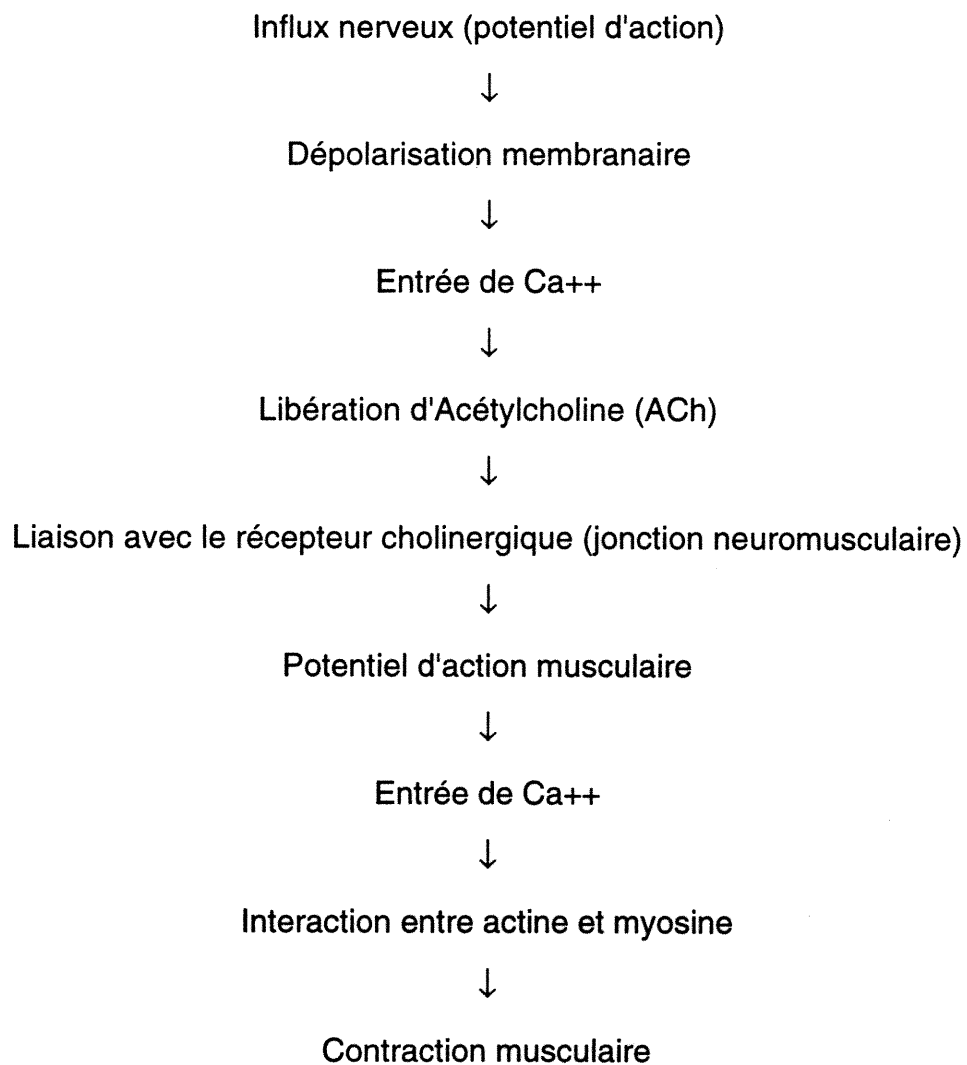 Influx nerveux (potentiel d'action)
↓
Dépolarisation membranaire
↓
Entrée de Ca++
↓
Libération d'Acétylcholine (ACh)
↓
Liaison avec le récepteur cholinergique (jonction neuromusculaire)
↓
Potentiel d'action musculaire
↓
Entrée de Ca++
↓
Interaction entre actine et myosine
↓
Contraction musculaire